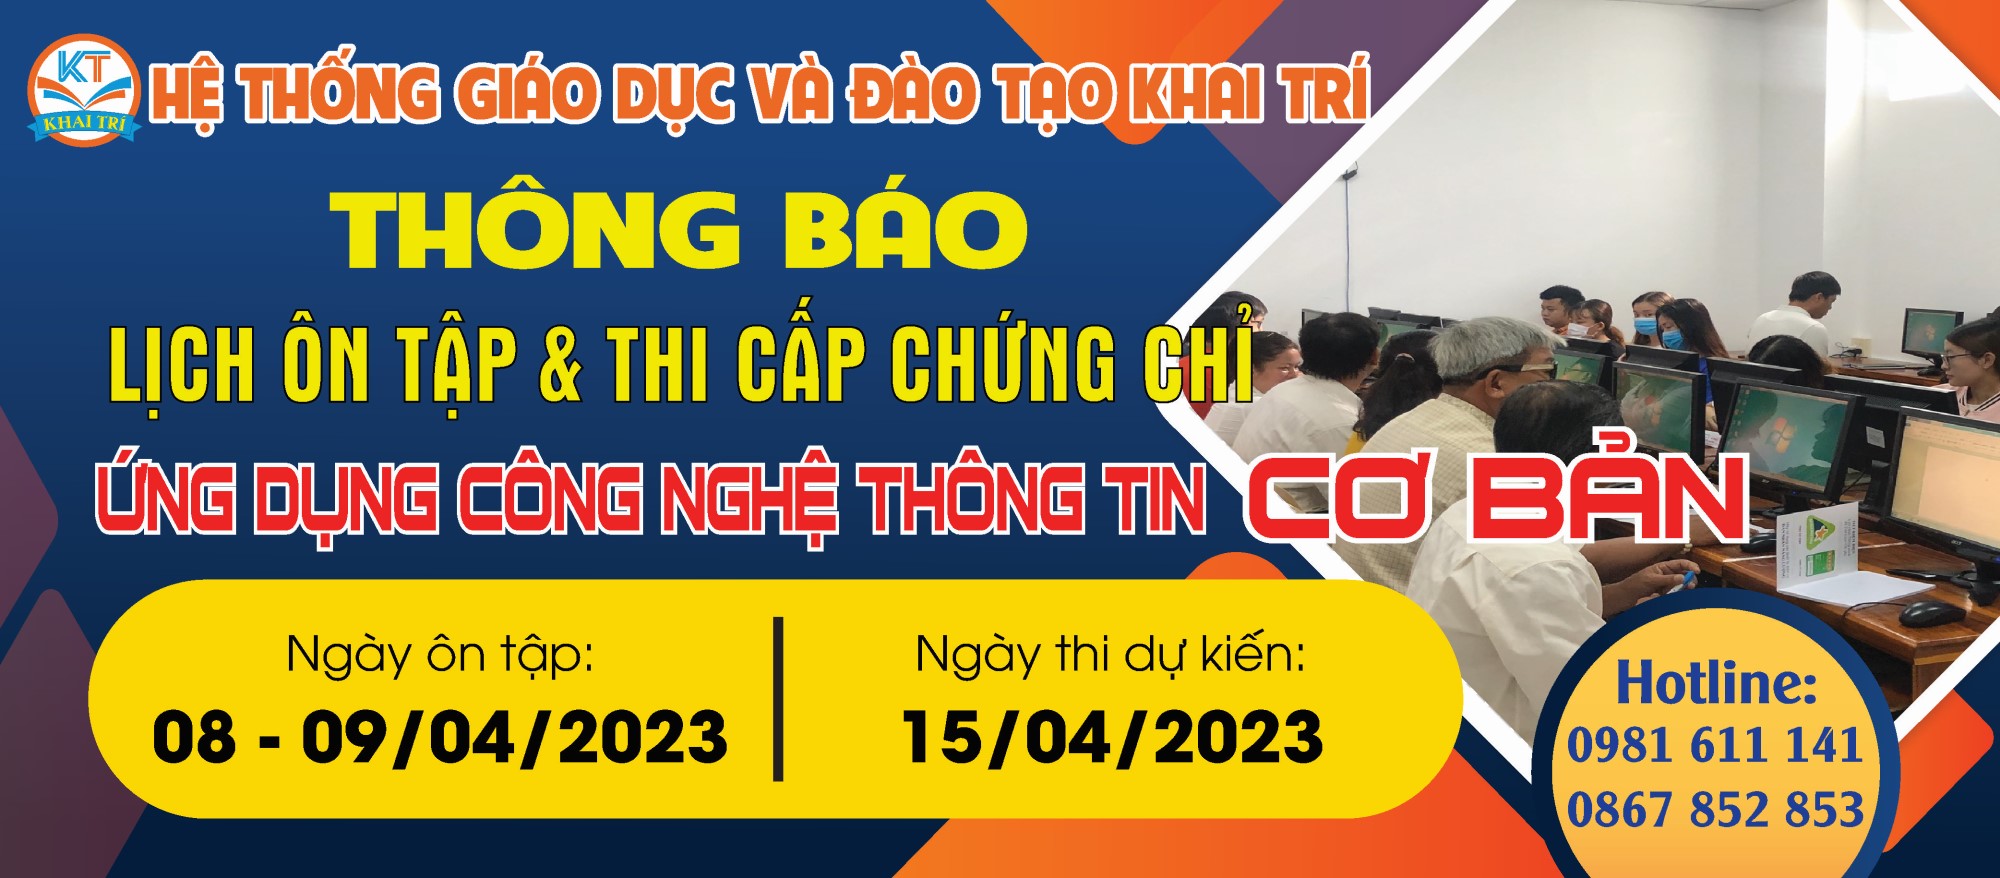 KT
KHAI TRÍ
HỆ THỐNG GIÁO DỤC VÀ ĐÀO TẠO KHAI TRÍ
THÔNG BÁO
LỊCH ÔN TẬP & THI CẤP CHỨNG CHỈ
ỨNG DỤNG CÔNG NGHỆ THÔNG TIN CƠ BẢN
Ngày ôn tập:
08 - 09/04/2023
Ngày thi dự kiến:
15/04/2023
Hotline:
0981 611 141
0867 852 853